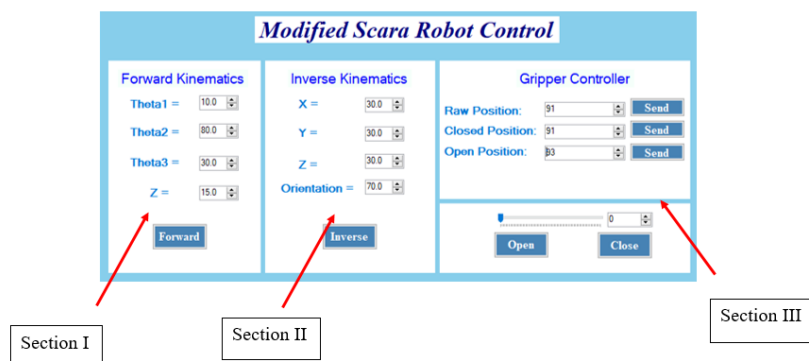 Modified Scara Robot Control
Forward Kinematics
Theta1 = 10.0
Theta2 = 80.0
Theta3 = 30.0
Z = 15.0
Forward
Inverse Kinematics
X = 30.0
Y = 30.0
Z = 30.0
Orientation = 70.0
Inverse
Gripper Controller
Raw Position: 91 Send
Closed Position: 91 Send
Open Position: 93 Send
0
Open Close
Section I
Section II
Section III